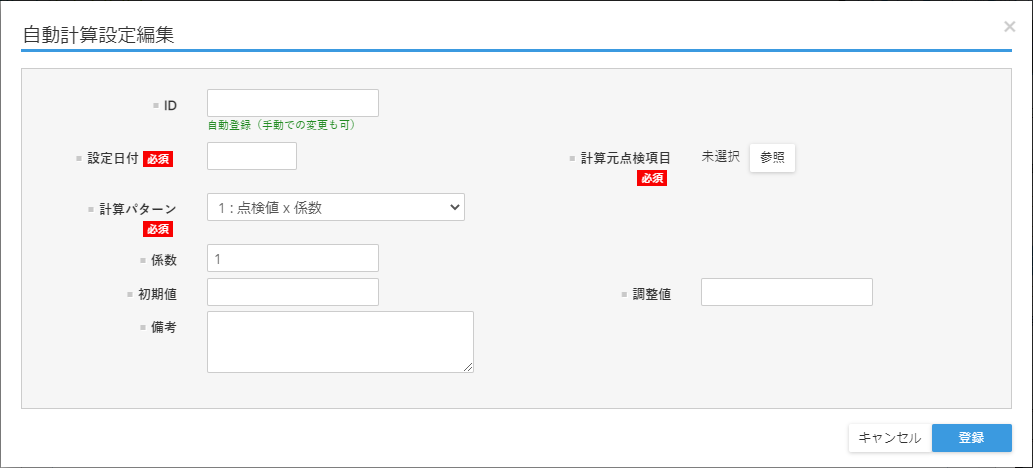 自動計算設定編集
×
ID
自動登録（手動での変更も可）
設定日付 必須
計算元点検項目
必須
未選択 参照
計算パターン
必須
1 : 点検値 x 係数
係数 1
初期値
調整値
備考
キャンセル 登録